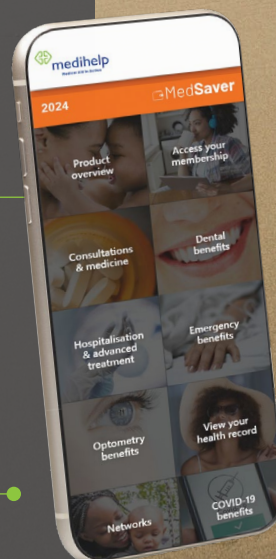 medihelp
Medical Aid in Action
2024
MedSaver
Product
overview
Access your
membership
Consultations
& medicine
Dental
benefits
Hospitalisation
& advanced
treatment
Emergency
benefits
Optometry
benefits
View your
health record
Networks
COVID-19
benefits